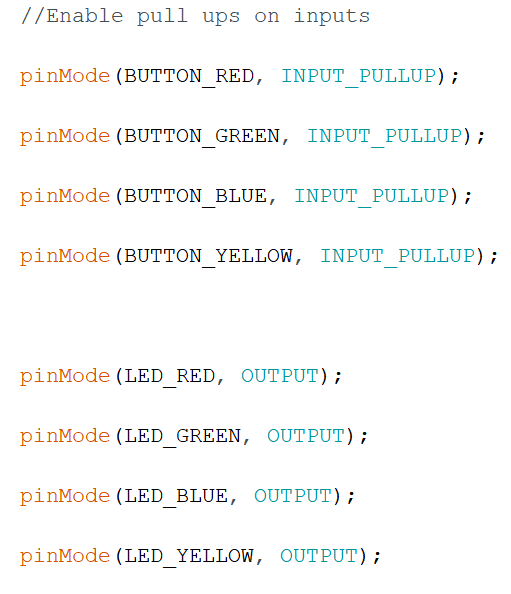 //Enable pull ups on inputs
pinMode(BUTTON_RED, INPUT_PULLUP);
pinMode(BUTTON_GREEN, INPUT_PULLUP);
pinMode(BUTTON_BLUE, INPUT_PULLUP);
pinMode(BUTTON_YELLOW, INPUT_PULLUP);
pinMode(LED_RED, OUTPUT);
pinMode(LED_GREEN, OUTPUT);
pinMode(LED_BLUE, OUTPUT);
pinMode(LED_YELLOW, OUTPUT);